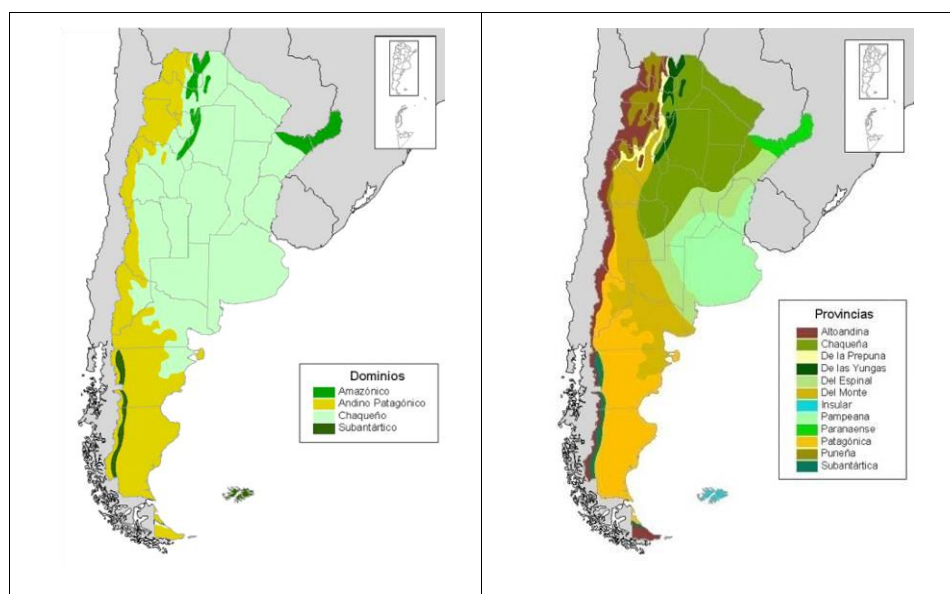 Dominios
Amazónico
Andino Patagónico
Chaqueño
Subantártico
Provincias
Altoandina
Chaqueña
De la Prepuna
De las Yungas
Del Espinal
Del Monte
Insular
Pampeana
Paranaense
Patagónica
Puneña
Subantártica